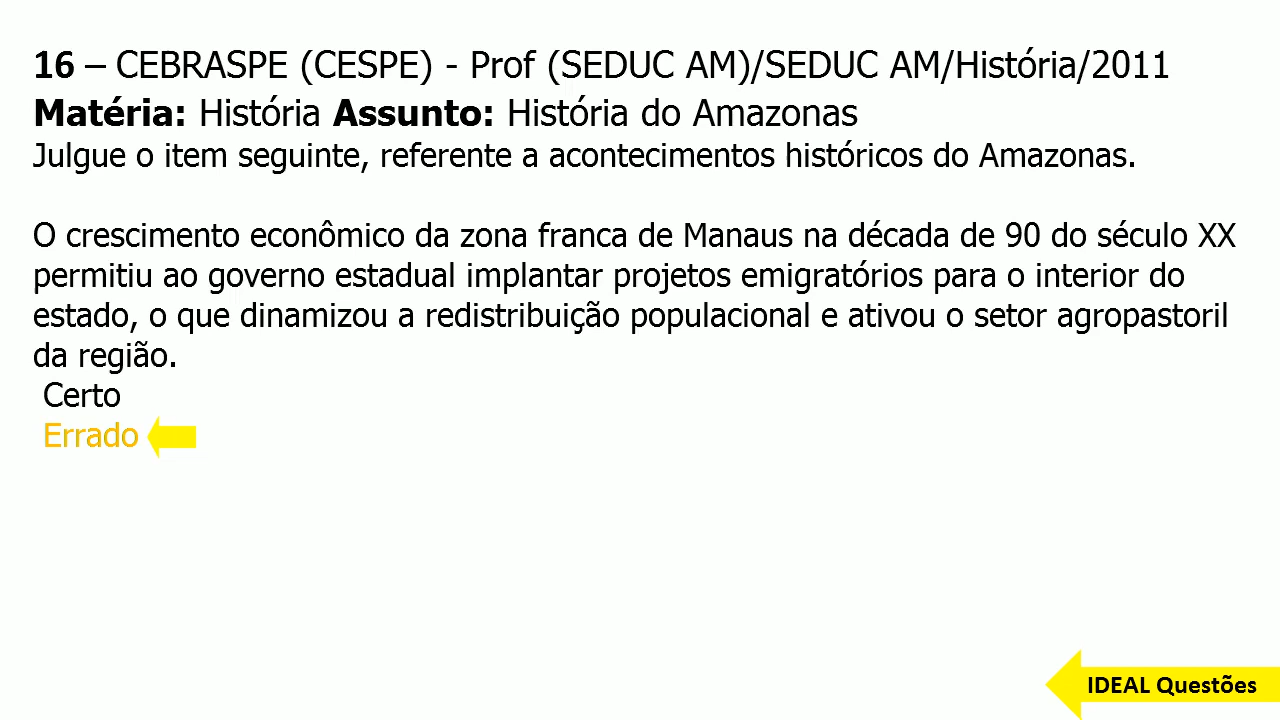 16 – CEBRASPE (CESPE) - Prof (SEDUC AM)/SEDUC AM/História/2011
Matéria: História Assunto: História do Amazonas
Julgue o item seguinte, referente a acontecimentos históricos do Amazonas.
O crescimento econômico da zona franca de Manaus na década de 90 do século XX
permitiu ao governo estadual implantar projetos emigratórios para o interior do
estado, o que dinamizou a redistribuição populacional e ativou o setor agropastoril
da região.
Certo
Errado
IDEAL Questões